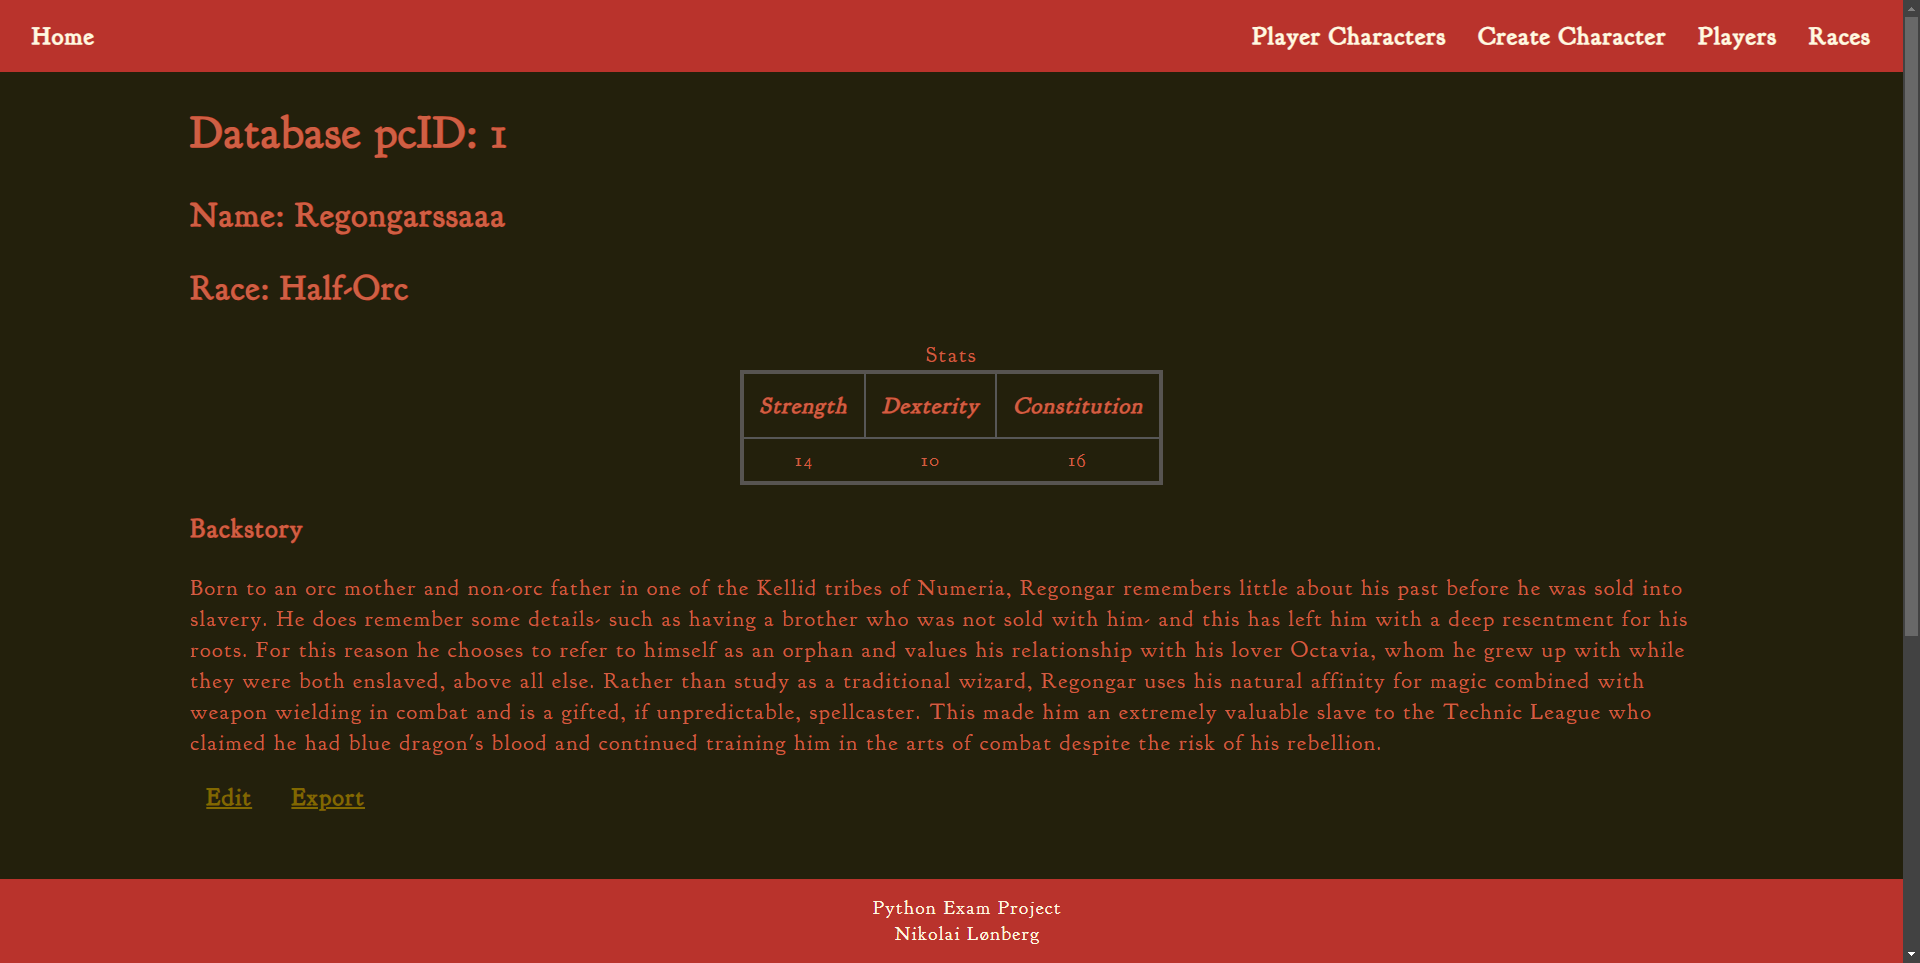 Home Player Characters Create Character Players Races
Database pcID: 1
Name: Regongarssaaa
Race: Half-Orc
Stats
Strength Dexterity Constitution
14 10 16
Backstory
Born to an orc mother and non-orc father in one of the Kellid tribes of Numeria, Regongar remembers little about his past before he was sold into
slavery. He does remember some details- such as having a brother who was not sold with him- and this has left him with a deep resentment for his
roots. For this reason he chooses to refer to himself as an orphan and values his relationship with his lover Octavia, whom he grew up with while
they were both enslaved, above all else. Rather than study as a traditional wizard, Regongar uses his natural affinity for magic combined with
weapon wielding in combat and is a gifted, if unpredictable, spellcaster. This made him an extremely valuable slave to the Technic League who
claimed he had blue dragon's blood and continued training him in the arts of combat despite the risk of his rebellion.
Edit Export
Python Exam Project
Nikolai Lønberg